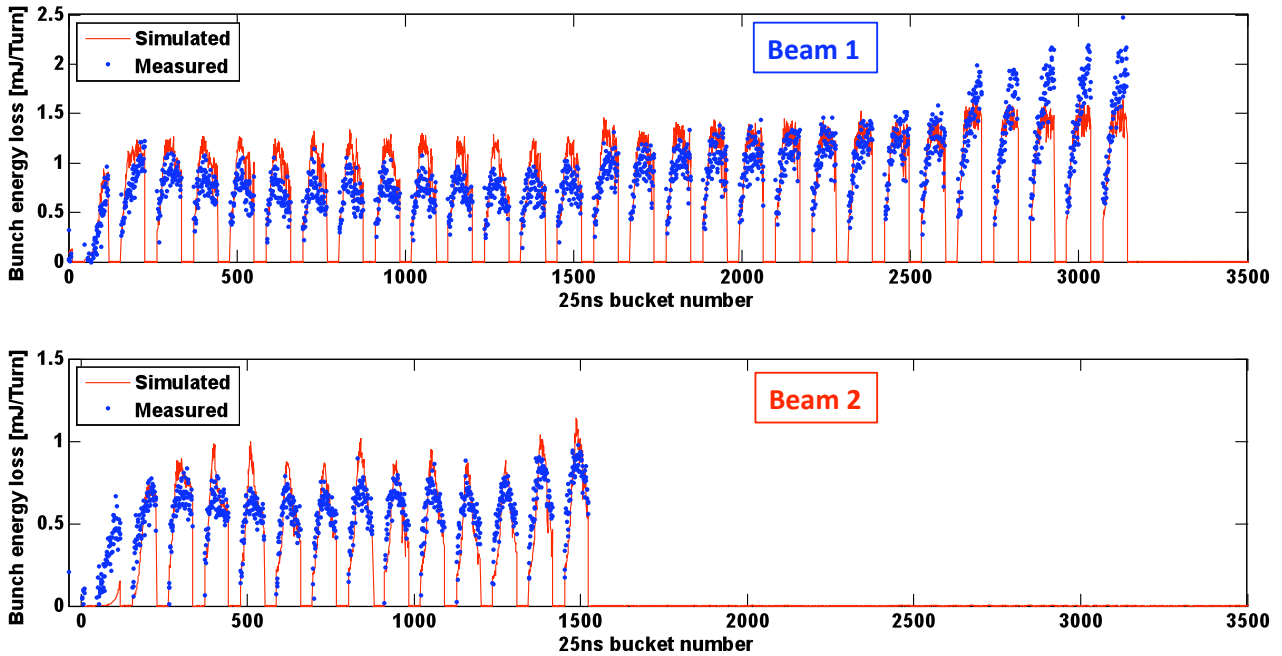 Bunch energy loss [mJ/Turn]
2.5
2
1.5
1
0.5
0
Simulated
Measured
Beam 1
0 500 1000 1500 2000 2500 3000 3500
25ns bucket number
Bunch energy loss [mJ/Turn]
1.5
1
0.5
0
Simulated
Measured
Beam 2
0 500 1000 1500 2000 2500 3000 3500
25ns bucket number